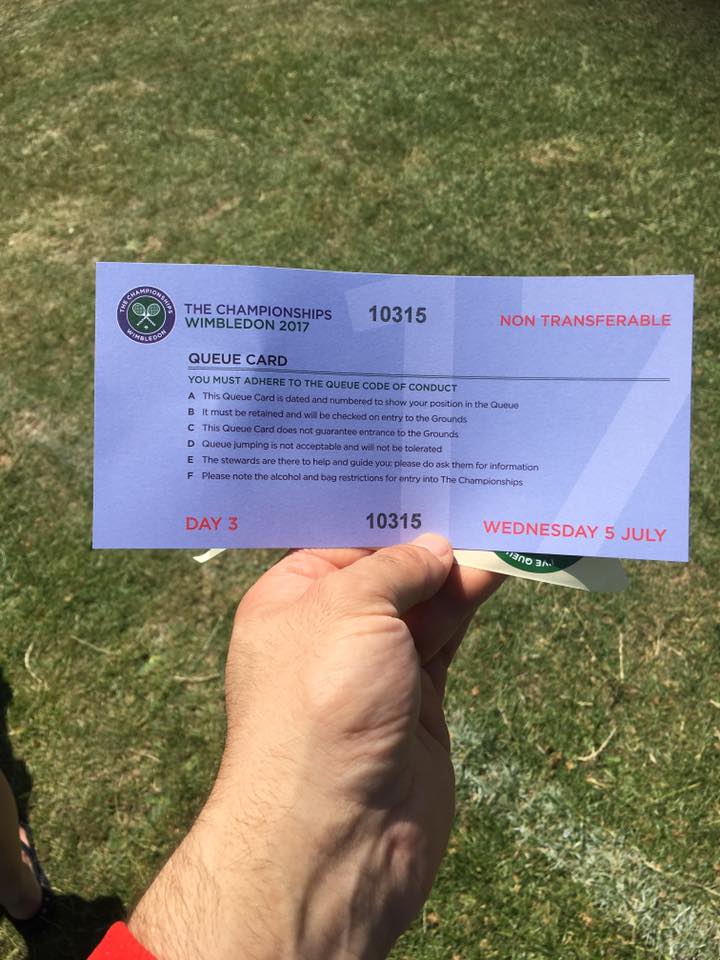 THE CHAMPIONSHIPS
WIMBLEDON
THE CHAMPIONSHIPS 10315
WIMBLEDON 2017 NON TRANSFERABLE
17
QUEUE CARD
YOU MUST ADHERE TO THE QUEUE CODE OF CONDUCT
A This Queue Card is dated and numbered to show your position in the Queue
B It must be retained and will be checked on entry to the Grounds
C This Queue Card does not guarantee entrance to the Grounds
D Queue jumping is not acceptable and will not be tolerated
E The stewards are there to help and guide you; please do ask them for information
F Please note the alcohol and bag restrictions for entry into The Championships
DAY 3 10315 WEDNESDAY 5 JULY